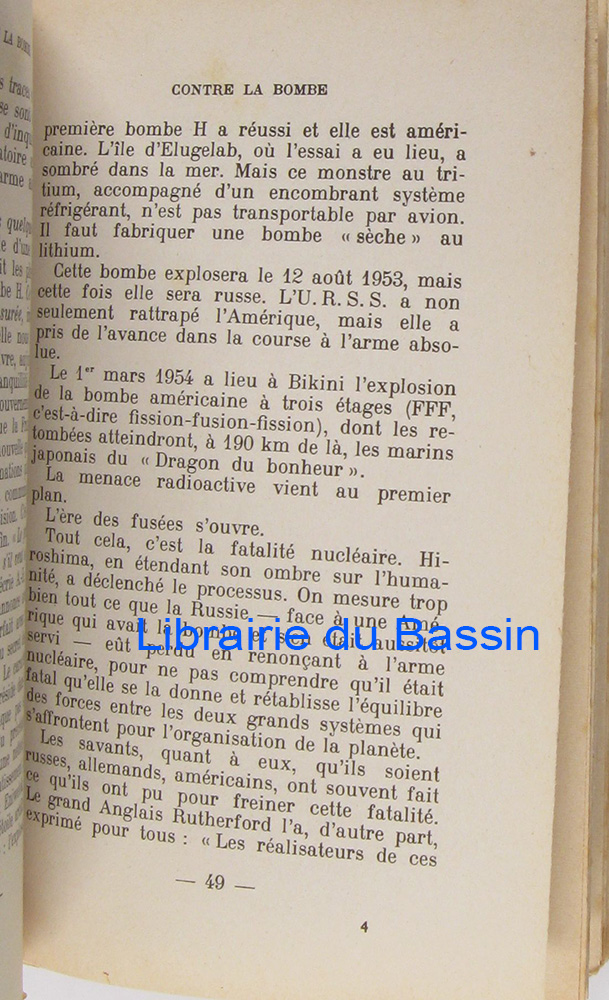 LA BOMBE
CONTRE LA BOMBE
première bombe H a réussi et elle est améri-
caine. L'île d'Elugelab, où l'essai a eu lieu, a
sombré dans la mer. Mais ce monstre au tri-
tium, accompagné d'un encombrant système
réfrigérant, n'est pas transportable par avion.
Il faut fabriquer une bombe « sèche » au
lithium.
Cette bombe explosera le 12 août 1953, mais
cette fois elle sera russe. L'U.R.S.S. a non
seulement rattrapé l'Amérique, mais elle a
pris de l'avance dans la course à l'arme abso-
lue.
Le 1er mars 1954 a lieu à Bikini l'explosion
de la bombe américaine à trois étages (FFF,
c'est-à-dire fission-fusion-fission), dont les re-
tombées atteindront, à 190 km de là, les marins
japonais du « Dragon du bonheur ».
La menace radioactive vient au premier
plan.
L'ère des fusées s'ouvre.
Tout cela, c'est la fatalité nucléaire. Hi-
roshima, en étendant son ombre sur l'huma-
nité, a déclenché le processus. On mesure trop
bien tout ce que la Russie — face à une Amé-
rique qui avait la bombe et s'en était aussitôt
servi — eût perdu en renonçant à l'arme
nucléaire, pour ne pas comprendre qu'il était
fatal qu'elle se la donne et rétablisse l'équilibre
des forces entre les deux grands systèmes qui
s'affrontent pour l'organisation de la planète.
Les savants, quant à eux, qu'ils soient
russes, allemands, américains, ont souvent fait
ce qu'ils ont pu pour freiner cette fatalité.
Le grand Anglais Rutherford l'a, d'autre part,
exprimé pour tous : « Les réalisateurs de ces
— 49 —
4
Librairie du Bassin